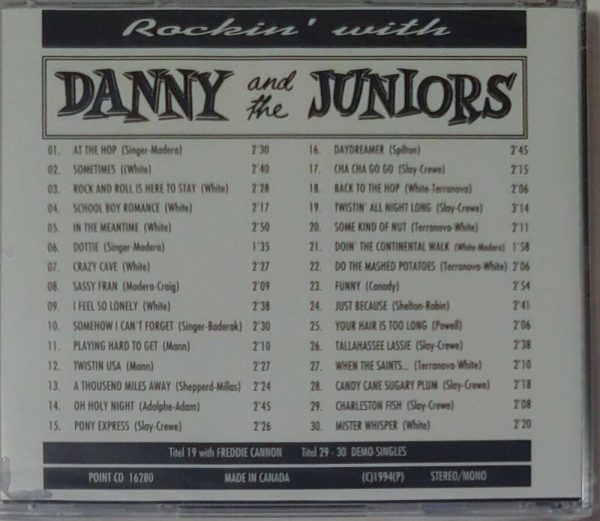 Rockin' with
DANNY and the JUNIORS
01. AT THE HOP (Singer-Madera) 2'30
02. SOMETIMES ((White) 2'40
03. ROCK AND ROLL IS HERE TO STAY (White) 2'28
04. SCHOOL BOY ROMANCE (White) 2'17
05. IN THE MEANTIME (White) 2'50
06. DOTTIE (Singer-Madera) 1'35
07. CRAZY CAVE (White) 2'27
08. SASSY FRAN (Madera-Craig) 2'09
09. I FEEL SO LONELY (White) 2'38
10. SOMEHOW I CAN'T FORGET (Singer-Baderak) 2'30
11. PLAYING HARD TO GET (Mann) 2'10
12. TWISTIN USA (Mann) 2'27
13. A THOUSEND MILES AWAY (Shepperd-Millas) 2'24
14. OH HOLY NIGHT (Adolphe-Adam) 2'45
15. PONY EXPRESS (Slay-Crewe) 2'26
16. DAYDREAMER (Spilton) 2'45
17. CHA CHA GO GO (Slay-Crewe) 2'15
18. BACK TO THE HOP (White-Terranova) 2'06
19. TWISTIN' ALL NIGHT LONG (Slay-Crewe) 3'14
20. SOME KIND OF NUT (Terranova-White) 2'11
21. DOIN' THE CONTINENTAL WALK (White-Madera) 1'58
22. DO THE MASHED POTATOES (Terranova-White) 2'06
23. FUNNY (Canady) 2'54
24. JUST BECAUSE (Shelton-Robin) 2'41
25. YOUR HAIR IS TOO LONG (Powell) 2'06
26. TALLAHASSEE LASSIE (Slay-Crewe) 2'38
27. WHEN THE SAINTS... (Terranova-White) 2'10
28. CANDY CANE SUGARY PLUM (Slay-Crewe) 2'18
29. CHARLESTON FISH (Slay-Crewe) 2'08
30. MISTER WHISPER (White) 2'20
Titel 19 with FREDDIE CANNON Titel 29 - 30 DEMO-SINGLES
POINT CD 16280 MADE IN CANADA (C)1994(P) STEREO/MONO